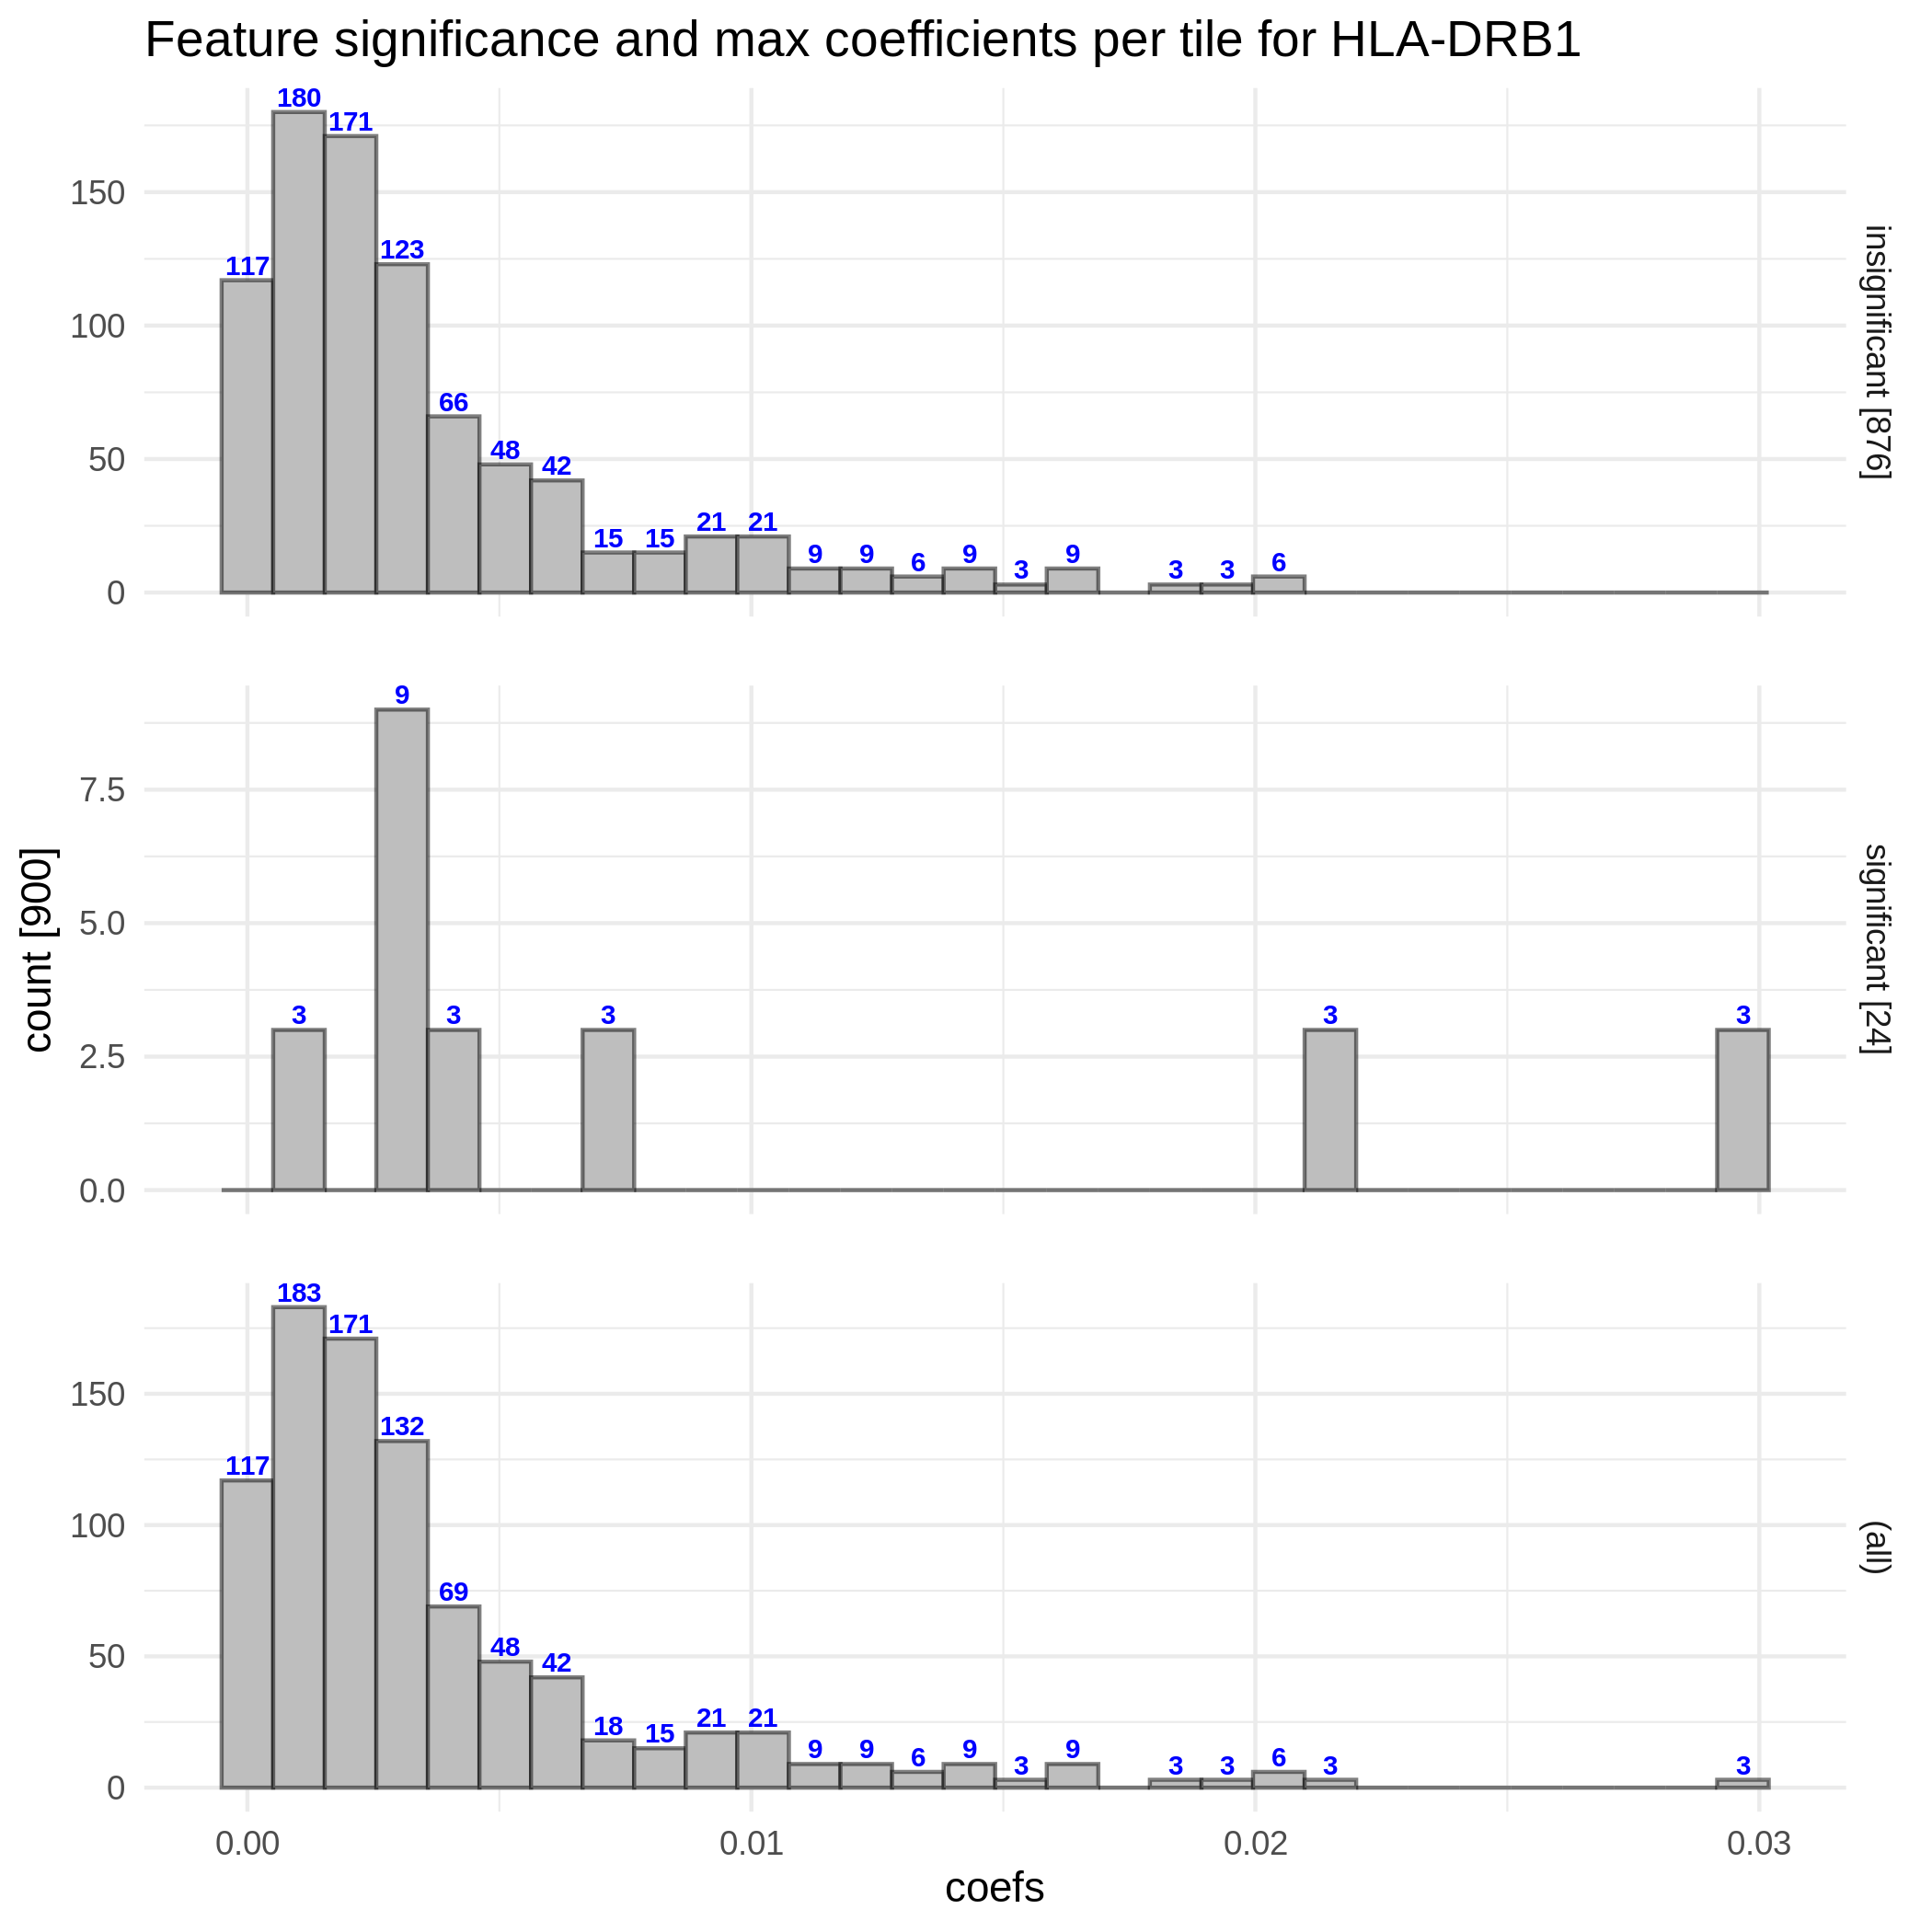 Feature significance and max coefficients per tile for HLA-DRB1
180
171
117
123
66
48
42
15 15 21 21 9 9 6 9 3 9 3 3 6
150
100
50
0
insignificant [876]
9
3 3 3 3 3
7.5
5.0
2.5
0.0
significant [24]
count [900]
183
171
117
132
69
48
42
18 15 21 21 9 9 6 9 3 9 3 3 6 3 3
150
100
50
0
(all)
0.00 0.01 0.02 0.03
coefs